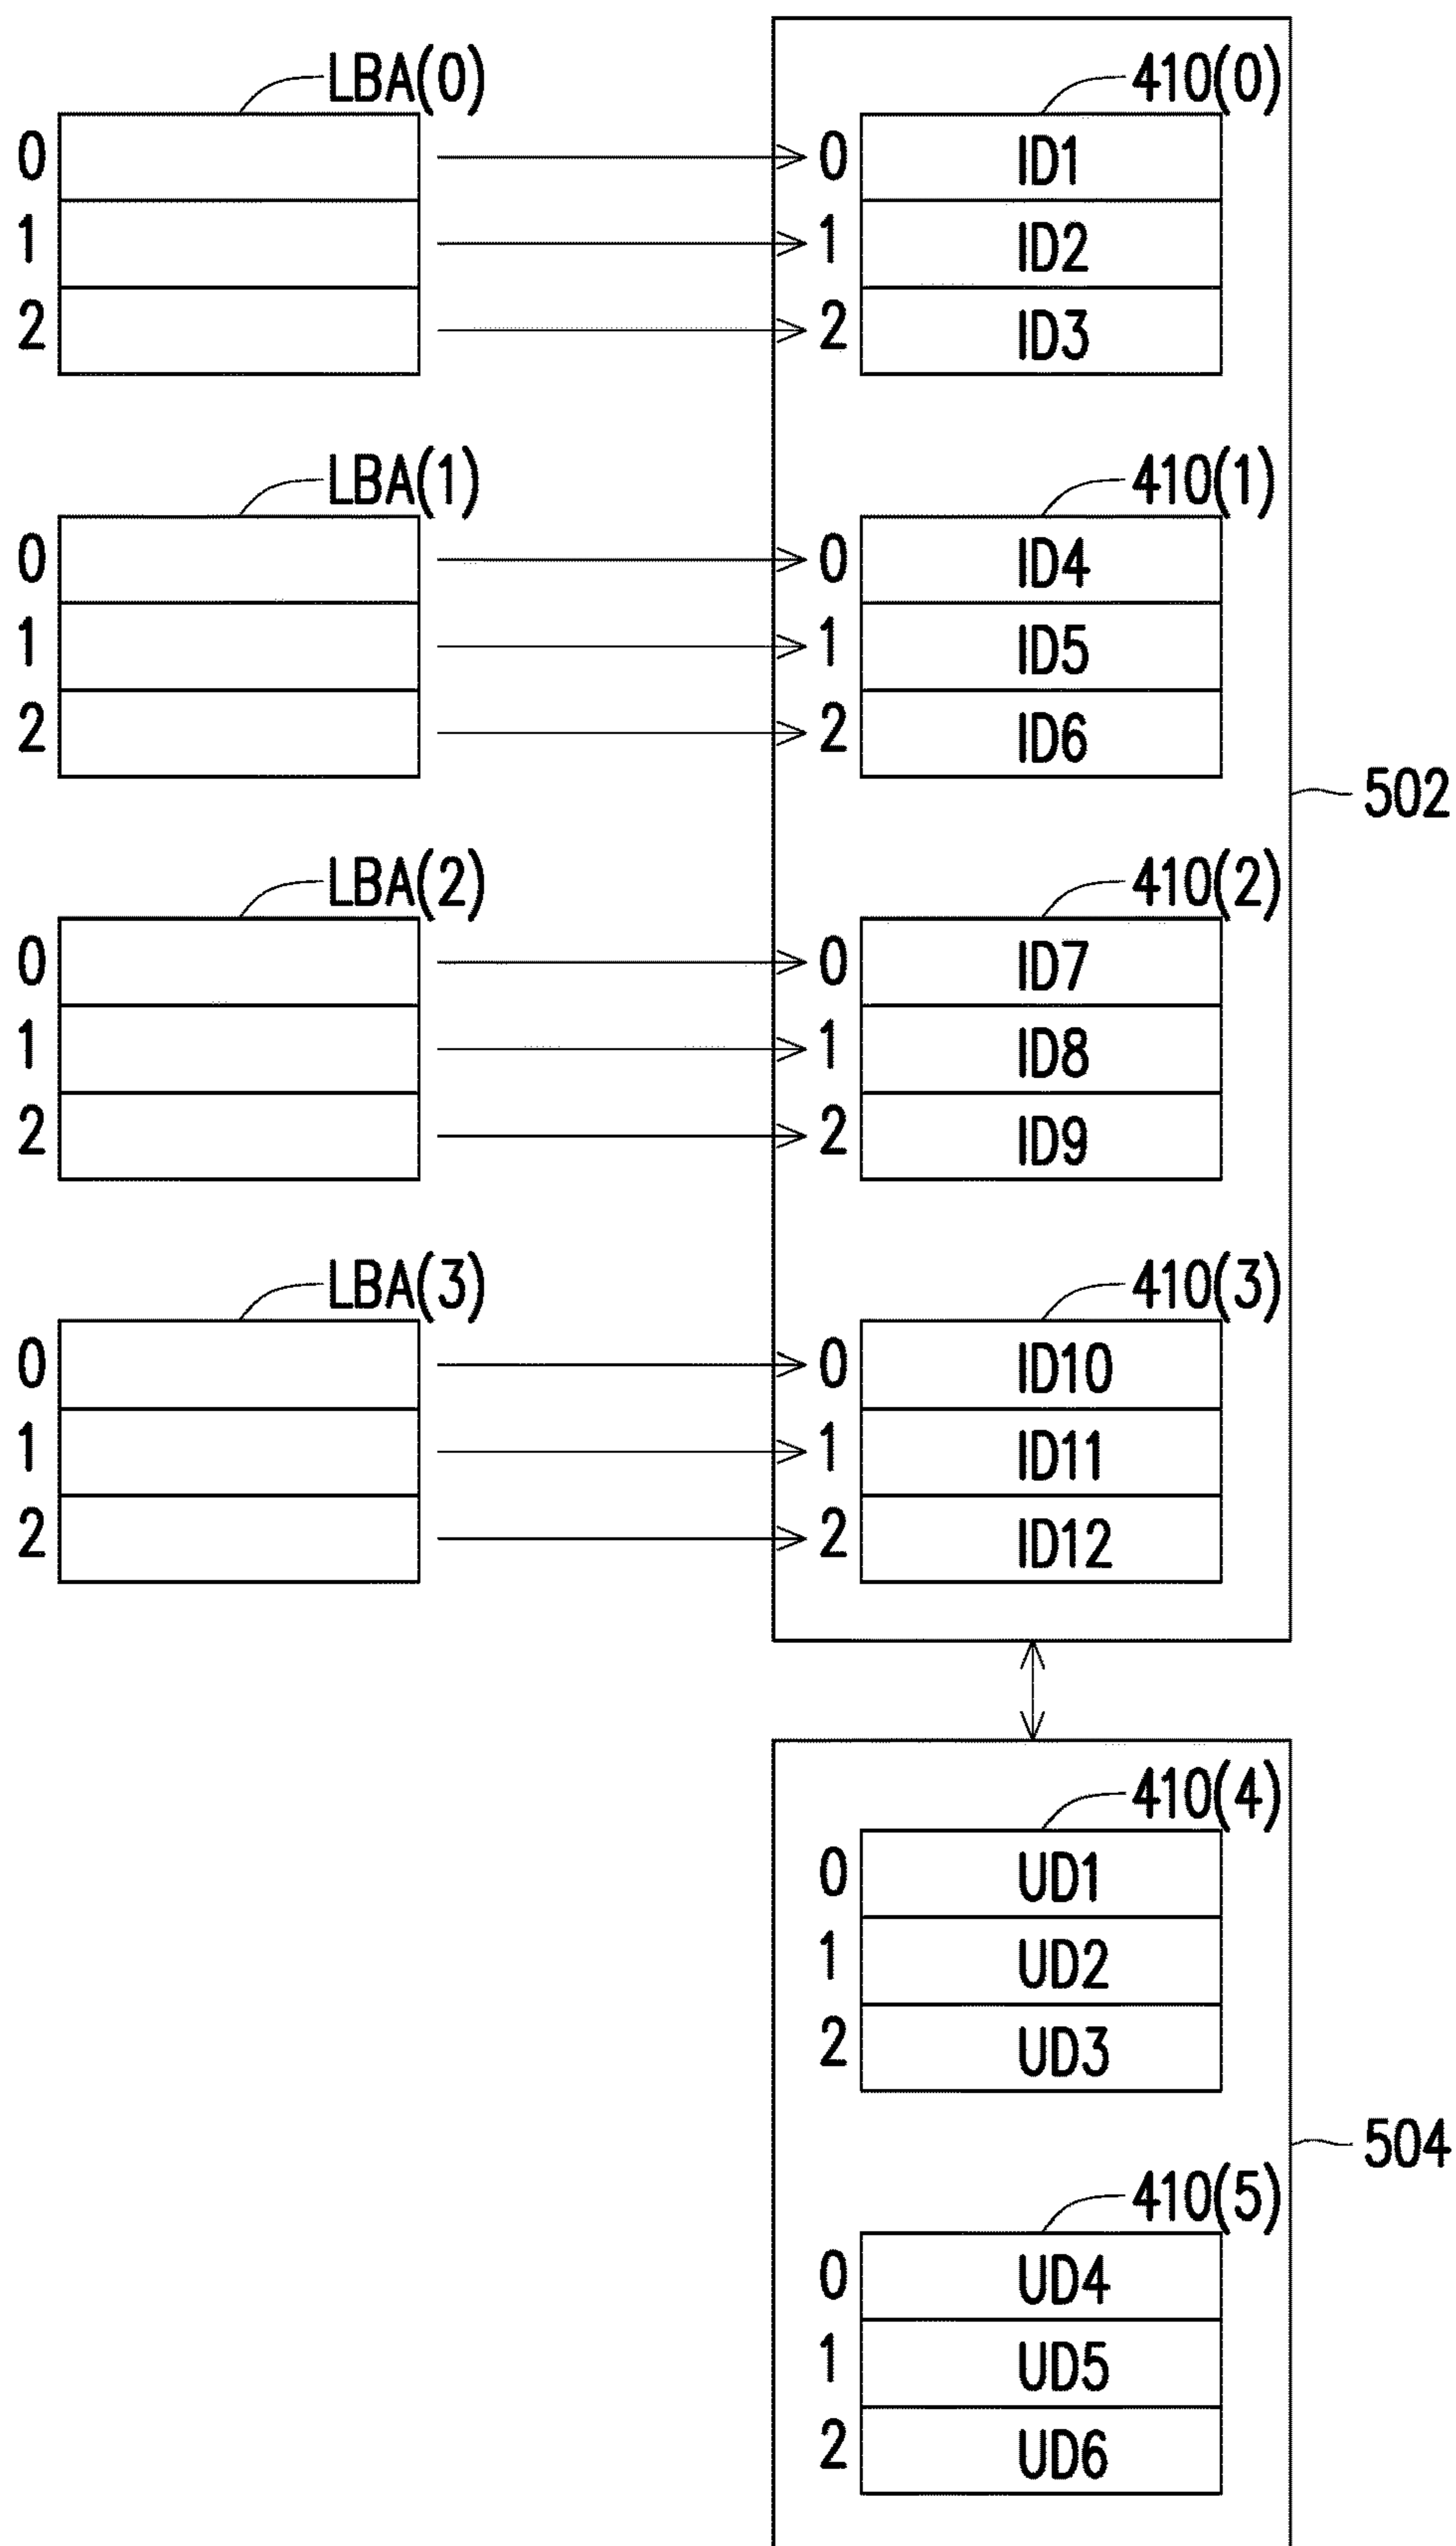 LBA(0) 410(0)
0 0 ID1
1 1 ID2
2 2 ID3
LBA(1) 410(1)
0 0 ID4
1 1 ID5
2 2 ID6
502
LBA(2) 410(2)
0 0 ID7
1 1 ID8
2 2 ID9
LBA(3) 410(3)
0 0 ID10
1 1 ID11
2 2 ID12
410(4)
0 UD1
1 UD2
2 UD3
504
410(5)
0 UD4
1 UD5
2 UD6